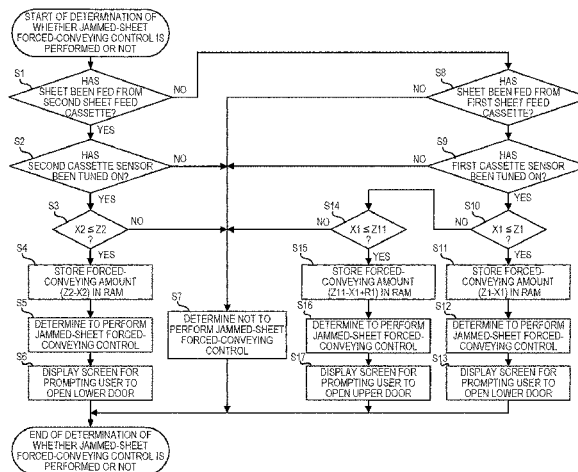 START OF DETERMINATION OF
WHETHER JAMMED-SHEET
FORCED-CONVEYING CONTROL IS
PERFORMED OR NOT
S1
HAS
SHEET BEEN FED FROM
SECOND SHEET FEED
CASSETTE?
NO
YES
S8
HAS
SHEET BEEN FED FROM
FIRST SHEET FEED
CASSETTE?
NO
YES
S2
HAS
SECOND CASSETTE SENSOR
BEEN TUNED ON?
NO
YES
S9
HAS
FIRST CASSETTE SENSOR
BEEN TUNED ON?
NO
YES
S3
X2 ≤ Z2
?
NO
YES
S14
X1 ≤ Z11
?
NO
YES
S10
X1 ≤ Z1
?
NO
YES
S4
STORE FORCED-
CONVEYING AMOUNT
(Z2-X2) IN RAM
S15
STORE FORCED-
CONVEYING AMOUNT
(Z11-X1+R1) IN RAM
S11
STORE FORCED-
CONVEYING AMOUNT
(Z1-X1) IN RAM
S5
DETERMINE TO PERFORM
JAMMED-SHEET FORCED-
CONVEYING CONTROL
S7
DETERMINE NOT TO
PERFORM JAMMED-SHEET
FORCED-CONVEYING
CONTROL
S16
DETERMINE TO PERFORM
JAMMED-SHEET FORCED-
CONVEYING CONTROL
S12
DETERMINE TO PERFORM
JAMMED-SHEET FORCED-
CONVEYING CONTROL
S6
DISPLAY SCREEN FOR
PROMPTING USER TO
OPEN LOWER DOOR
S17
DISPLAY SCREEN FOR
PROMPTING USER TO
OPEN UPPER DOOR
S13
DISPLAY SCREEN FOR
PROMPTING USER TO
OPEN LOWER DOOR
END OF DETERMINATION OF
WHETHER JAMMED-SHEET
FORCED-CONVEYING CONTROL IS
PERFORMED OR NOT